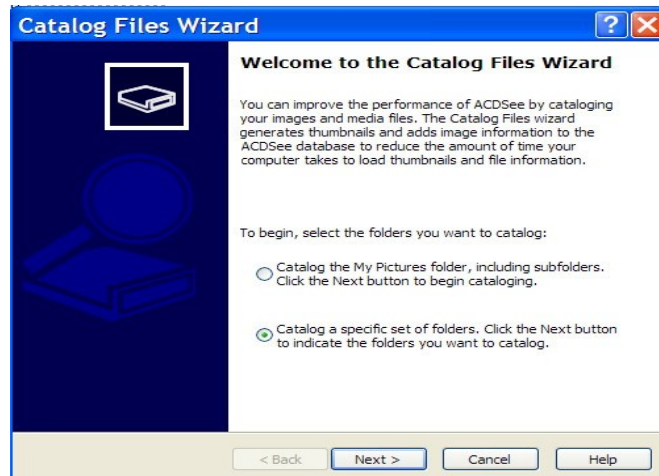 Catalog Files Wizard
Welcome to the Catalog Files Wizard
You can improve the performance of ACDSee by cataloging
your images and media files. The Catalog Files wizard
generates thumbnails and adds image information to the
ACDSee database to reduce the amount of time your
computer takes to load thumbnails and file information.
To begin, select the folders you want to catalog:
Catalog the My Pictures folder, including subfolders.
Click the Next button to begin cataloging.
Catalog a specific set of folders. Click the Next button
to indicate the folders you want to catalog.
< Back Next > Cancel Help